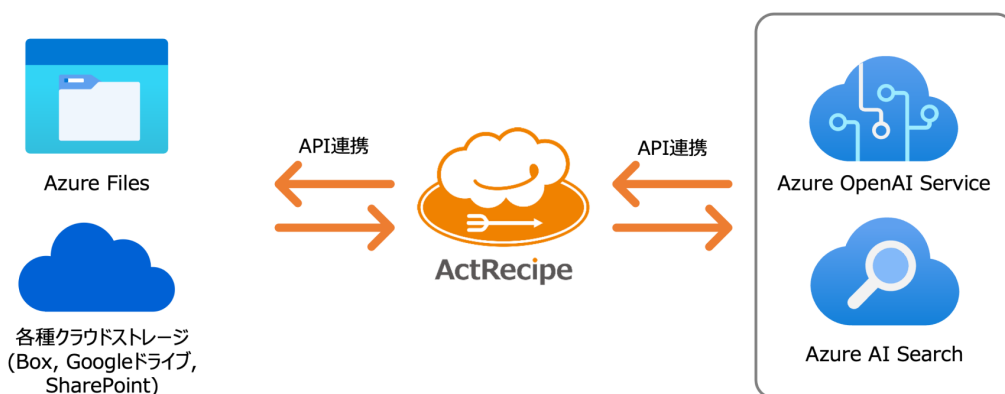 Azure Files
各種クラウドストレージ
(Box, Googleドライブ,
SharePoint)
API連携
ActRecipe
API連携
Azure OpenAI Service
Azure AI Search